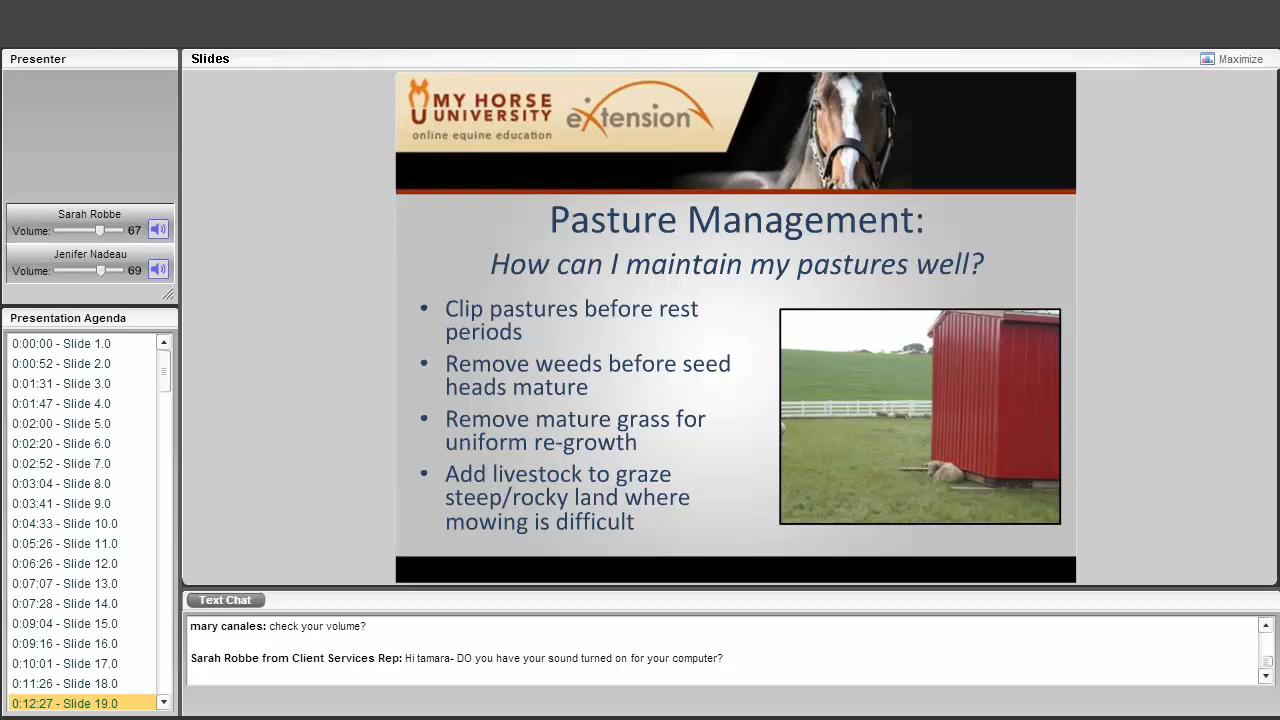 Presenter
Slides
Maximize
Sarah Robbe
Volume: 67
Jenifer Nadeau
Volume: 69
Presentation Agenda
0:00:00 - Slide 1.0
0:00:52 - Slide 2.0
0:01:31 - Slide 3.0
0:01:47 - Slide 4.0
0:02:00 - Slide 5.0
0:02:20 - Slide 6.0
0:02:52 - Slide 7.0
0:03:04 - Slide 8.0
0:03:41 - Slide 9.0
0:04:33 - Slide 10.0
0:05:26 - Slide 11.0
0:06:26 - Slide 12.0
0:07:07 - Slide 13.0
0:07:28 - Slide 14.0
0:09:04 - Slide 15.0
0:09:16 - Slide 16.0
0:10:01 - Slide 17.0
0:11:26 - Slide 18.0
0:12:27 - Slide 19.0
MY HORSE
UNIVERSITY
online equine education
eXtension
Pasture Management:
How can I maintain my pastures well?
• Clip pastures before rest
periods
• Remove weeds before seed
heads mature
• Remove mature grass for
uniform re-growth
• Add livestock to graze
steep/rocky land where
mowing is difficult
Text Chat
mary canales: check your volume?
Sarah Robbe from Client Services Rep: Hi tamara- DO you have your sound turned on for your computer?